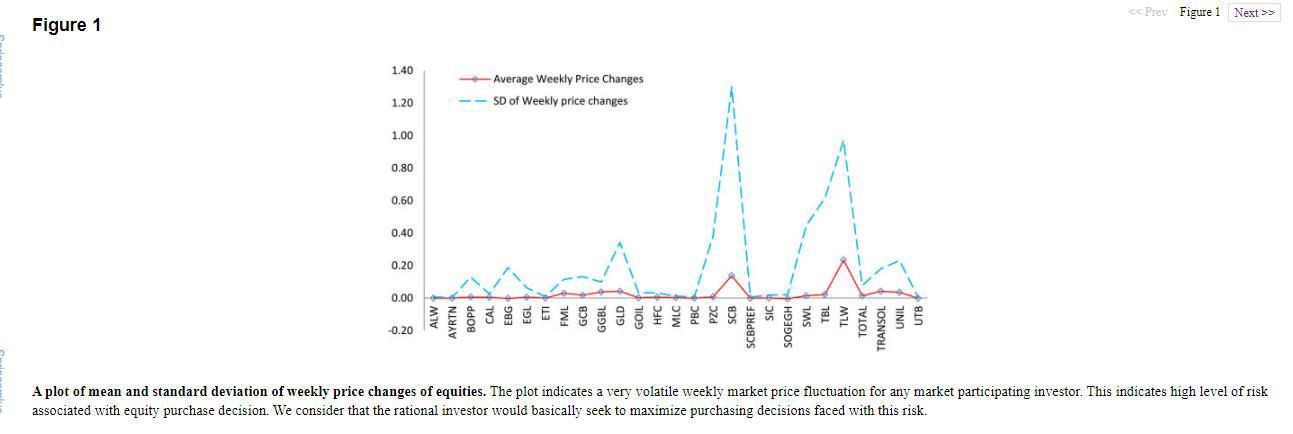 << Prev Figure 1 Next >>
Figure 1
1.40
1.20
1.00
0.80
0.60
0.40
0.20
0.00
-0.20
Average Weekly Price Changes
SD of Weekly price changes
ALW
AYRTN
BOPP
CAL
EBG
EGL
ETI
FML
GCB
GGBL
GLD
GOIL
HFC
MLC
PBC
PZC
SCB
SCBPREF
SIC
SOGEGH
SWL
TBL
TLW
TOTAL
TRANSOL
UNIL
UTB
A plot of mean and standard deviation of weekly price changes of equities. The plot indicates a very volatile weekly market price fluctuation for any market participating investor. This indicates high level of risk
associated with equity purchase decision. We consider that the rational investor would basically seek to maximize purchasing decisions faced with this risk.